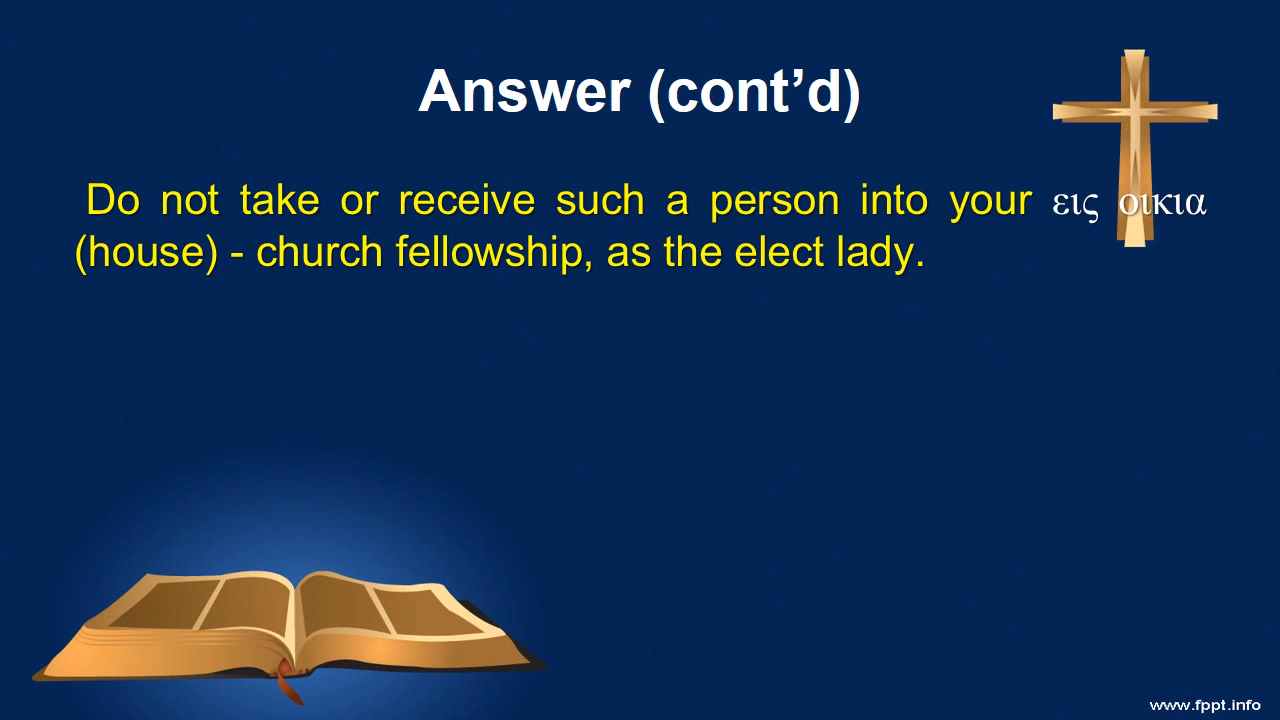 Answer (cont’d)
Do not take or receive such a person into your εις οικια
(house) - church fellowship, as the elect lady.
www.fppt.info